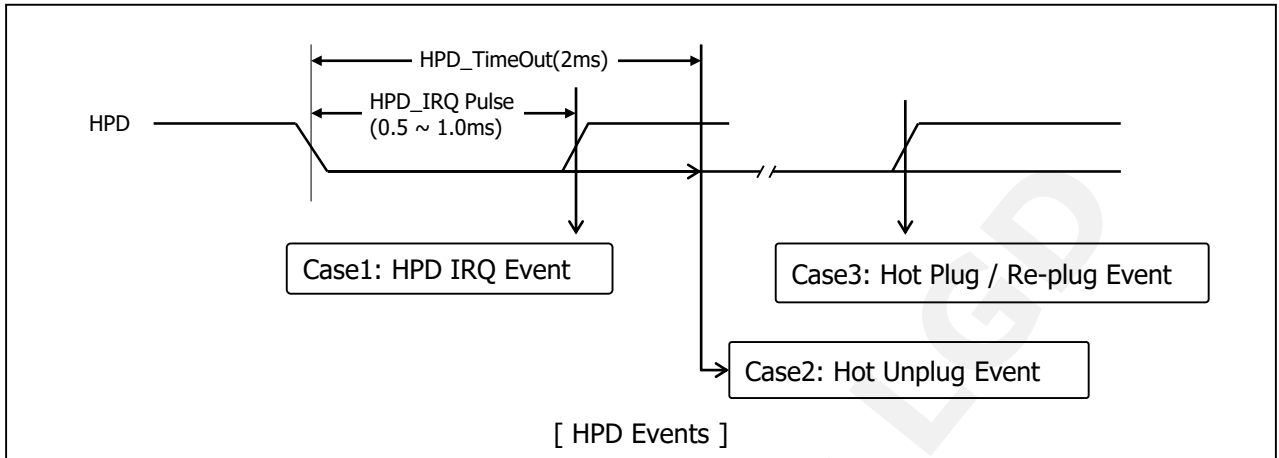 HPD_TimeOut(2ms)
HPD_IRQ Pulse
(0.5 ~ 1.0ms)
HPD
Case1: HPD IRQ Event
Case3: Hot Plug / Re-plug Event
Case2: Hot Unplug Event
[ HPD Events ]
LGD